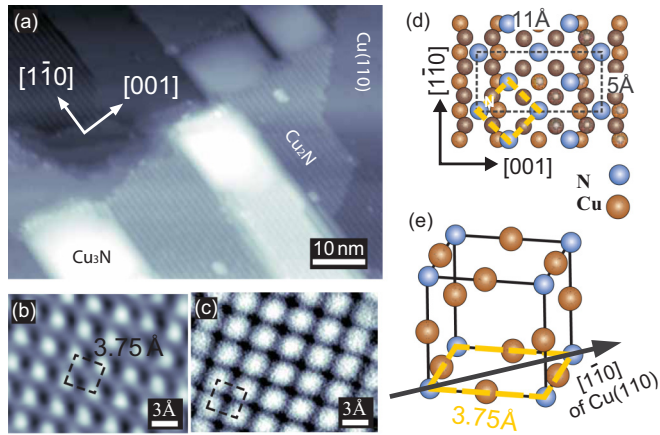 (a)
[11̄0]
[001]
Cu(110)
Cu₂N
Cu₃N
10 nm
(b)
3.75 Å
3Å
(c)
3Å
(d)
11Å
5Å
N
[11̄0]
[001]
N
Cu
(e)
3.75Å
[11̄0]
of Cu(110)